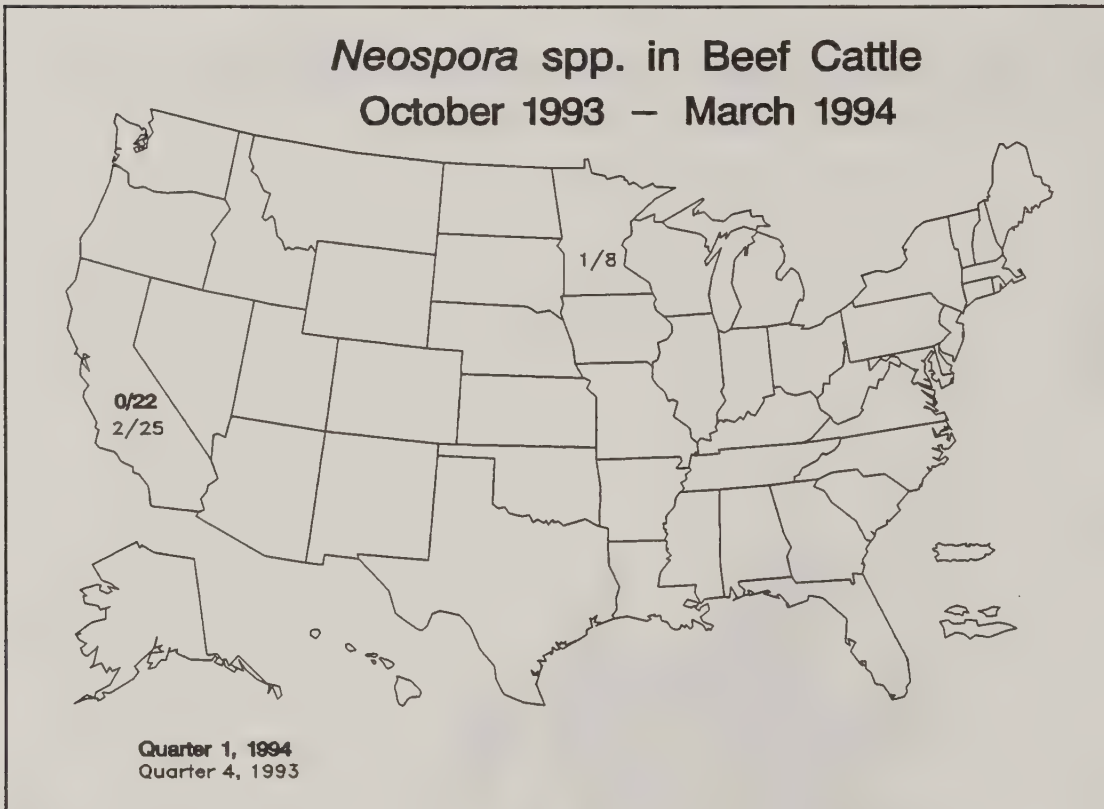 Neospora spp. in Beef Cattle
October 1993 – March 1994
1/8
0/22
2/25
Quarter 1, 1994
Quarter 4, 1993